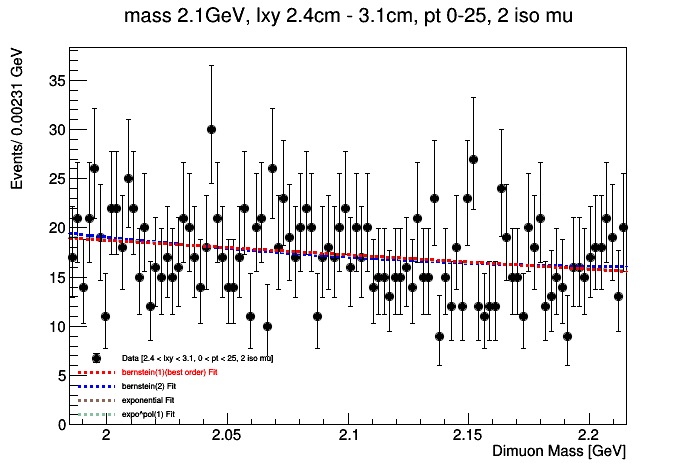 mass 2.1GeV, lxy 2.4cm - 3.1cm, pt 0-25, 2 iso mu
Events/ 0.00231 GeV
35
30
25
20
15
10
5
0
Data [2.4 < lxy < 3.1, 0 < pt < 25, 2 iso mu]
bernstein(1)(best order) Fit
bernstein(2) Fit
exponential Fit
expo*pol(1) Fit
2 2.05 2.1 2.15 2.2
Dimuon Mass [GeV]